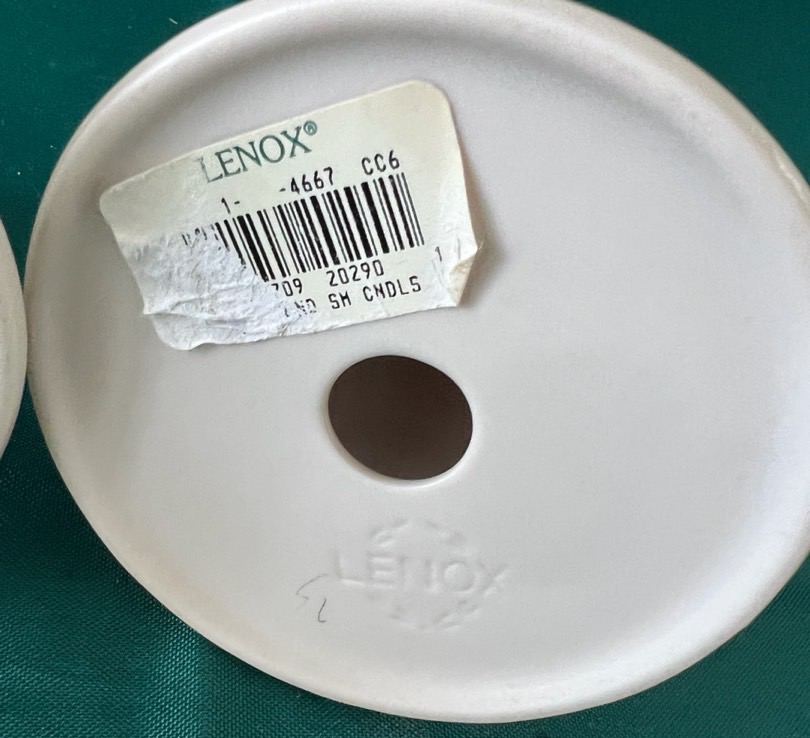 LENOX®
1- -4667 CC6
709 20290 1
SM CNDLS
LENOX